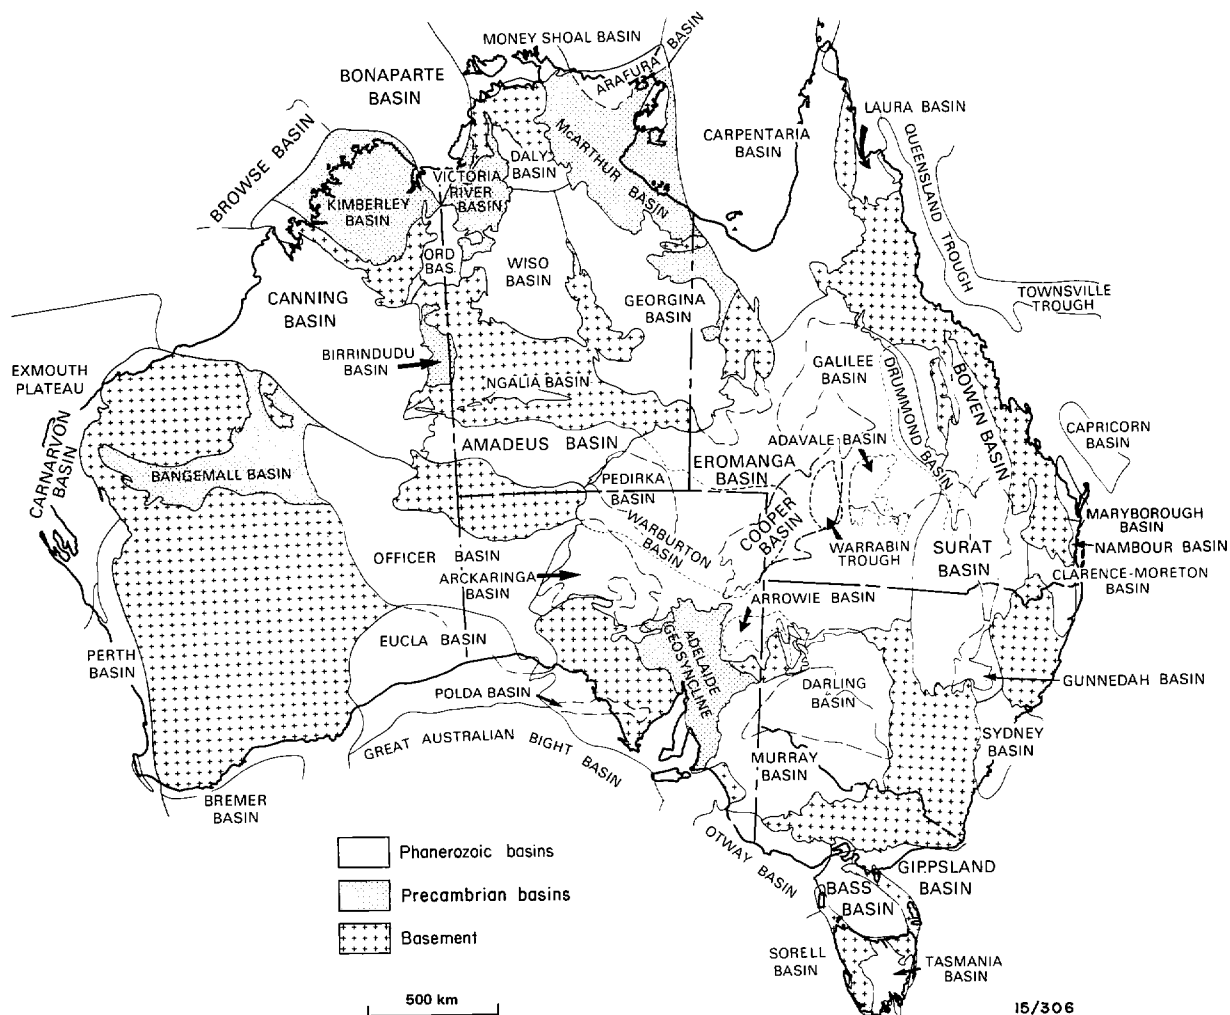 MONEY SHOAL BASIN
ARAFURA BASIN
BONAPARTE
BASIN
LAURA BASIN
BROWSE BASIN
CARPENTARIA
BASIN
QUEENSLAND TROUGH
McARTHUR BASIN
DALY
BASIN
VICTORIA
RIVER
BASIN
KIMBERLEY
BASIN
ORD
BAS.
WISO
BASIN
CANNING
BASIN
GEORGINA
BASIN
TOWNSVILLE
TROUGH
BIRRINDUDU
BASIN
EXMOUTH
PLATEAU
NGALIA BASIN
GALILEE
BASIN
DRUMMOND BASIN
BOWEN BASIN
CARNARVON
BASIN
CAPRICORN
BASIN
AMADEUS BASIN
ADAVALE BASIN
BANGEMALL BASIN
EROMANGA
BASIN
PEDIRKA
BASIN
COOPER
BASIN
MARYBOROUGH
BASIN
WARBURTON
BASIN
WARRABIN
TROUGH
SURAT
BASIN
NAMBOUR BASIN
OFFICER BASIN
CLARENCE-MORETON
BASIN
ARCKARINGA
BASIN
ARROWIE BASIN
EUCLA BASIN
ADELAIDE
GEOSYNCLINE
PERTH
BASIN
POLDA BASIN
DARLING
BASIN
GUNNEDAH BASIN
GREAT AUSTRALIAN BIGHT BASIN
SYDNEY
BASIN
MURRAY
BASIN
BREMER
BASIN
OTWAY BASIN
GIPPSLAND
BASIN
BASS
BASIN
SORELL
BASIN
TASMANIA
BASIN
Phanerozoic basins
Precambrian basins
Basement
500 km
15/306